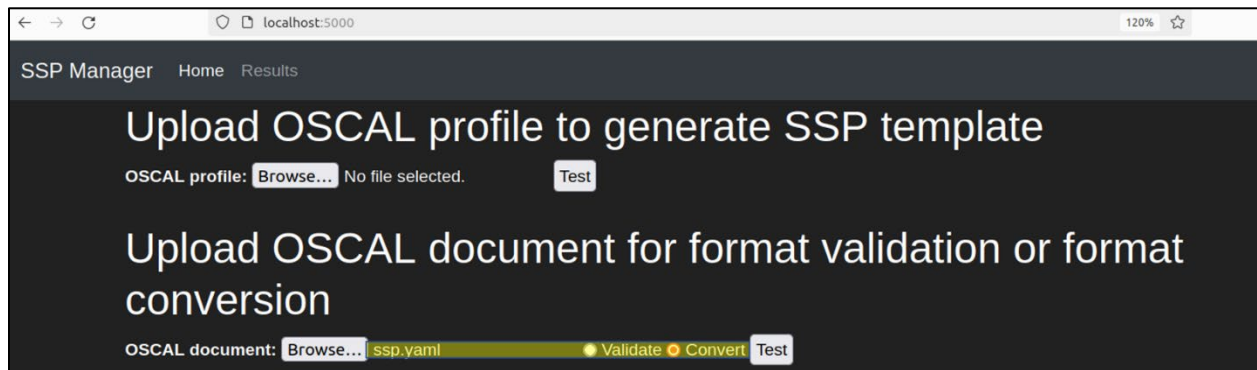 localhost:5000 120%
SSP Manager Home Results
Upload OSCAL profile to generate SSP template
OSCAL profile: Browse... No file selected. Test
Upload OSCAL document for format validation or format
conversion
OSCAL document: Browse... ssp.yaml Validate Convert Test